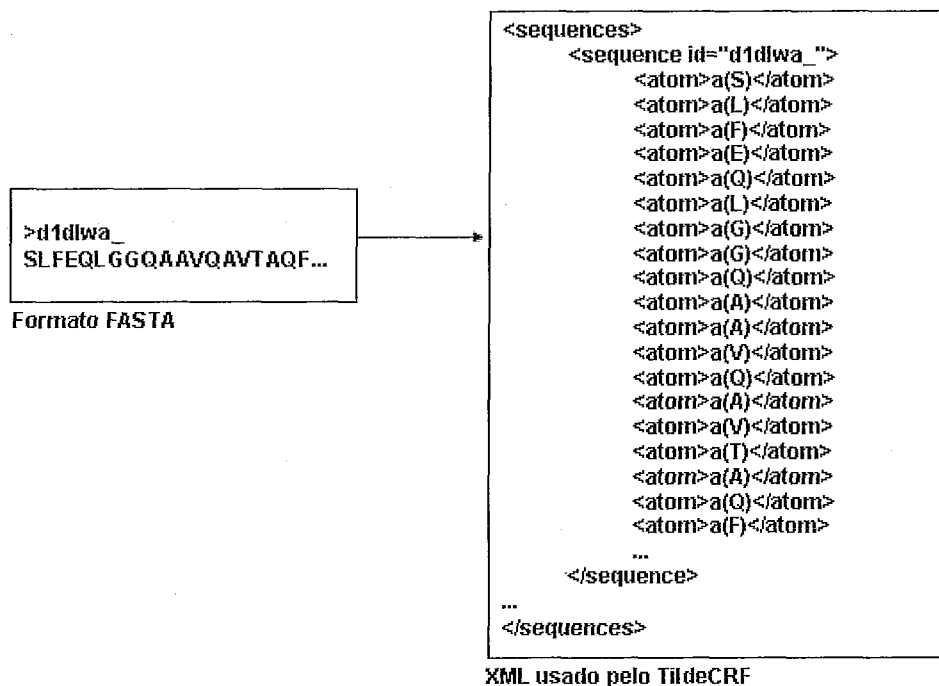 >d1dlwa_
SLFEQLGGQAAVQAVTAQF...
Formato FASTA
<sequences>
<sequence id="d1dlwa_">
<atom>a(S)</atom>
<atom>a(L)</atom>
<atom>a(F)</atom>
<atom>a(E)</atom>
<atom>a(Q)</atom>
<atom>a(L)</atom>
<atom>a(G)</atom>
<atom>a(G)</atom>
<atom>a(Q)</atom>
<atom>a(A)</atom>
<atom>a(A)</atom>
<atom>a(V)</atom>
<atom>a(Q)</atom>
<atom>a(A)</atom>
<atom>a(V)</atom>
<atom>a(T)</atom>
<atom>a(A)</atom>
<atom>a(Q)</atom>
<atom>a(F)</atom>
...
</sequence>
...
</sequences>
XML usado pelo TildeCRF